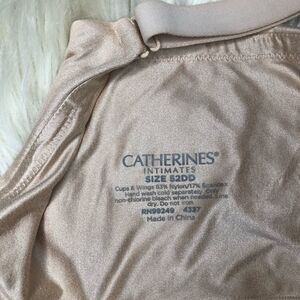 CATHERINES®
INTIMATES
SIZE 52DD
Cups & Wings 83% Nylon/17% Spandex
Hand wash cold separately. Only
non-chlorine bleach when needed. Line
dry. Do not iron.
RN99249 4337
Made in China